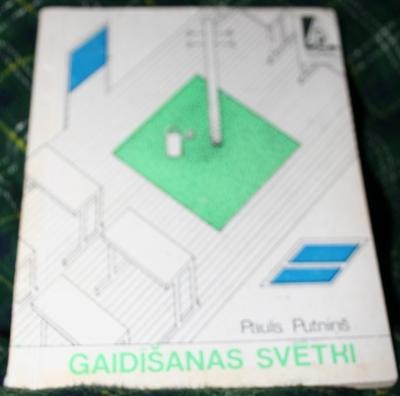 Pauls Putniņš
GAIDĪŠANAS SVĒTKI